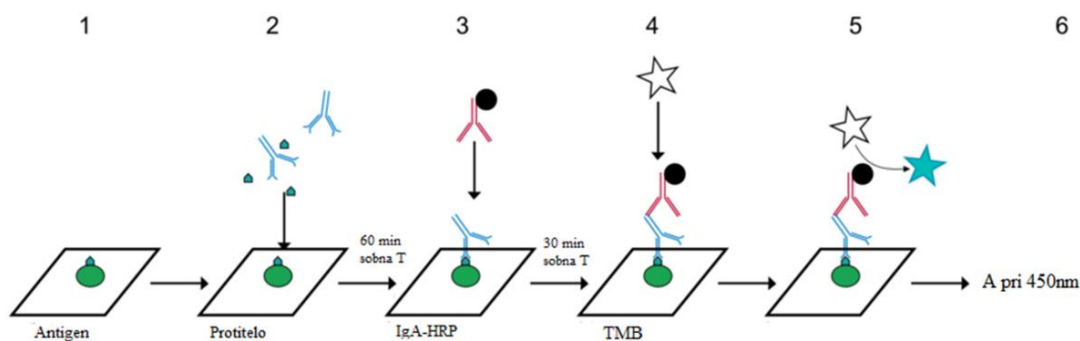 1 2 3 4 5 6
60 min
sobna T
30 min
sobna T
A pri 450nm
Antigen
Protitelo
IgA-HRP
TMB